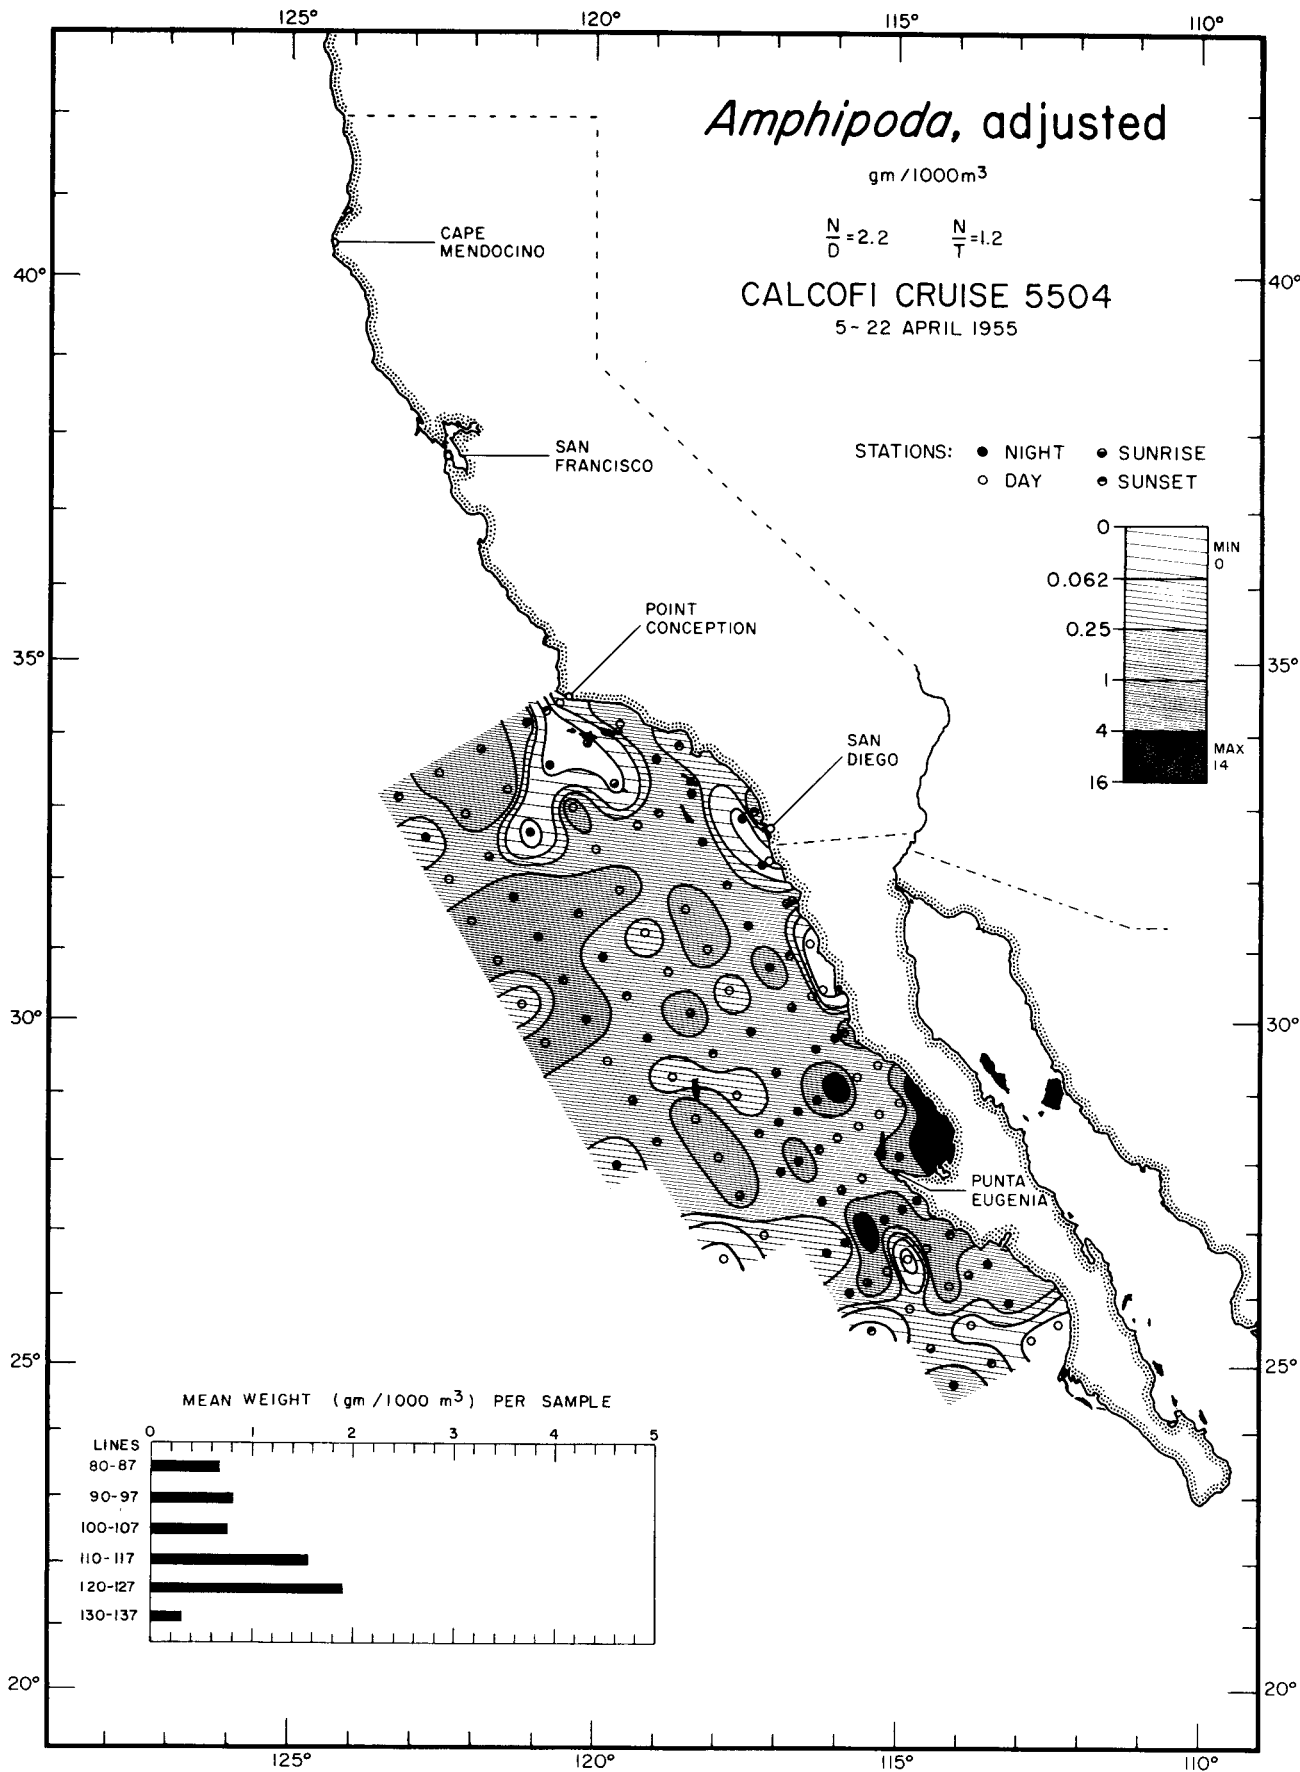 125°
120°
115°
110°
Amphipoda, adjusted
gm/1000m³
N/D=2.2 N/T=1.2
CALCOFI CRUISE 5504
5-22 APRIL 1955
CAPE
MENDOCINO
40°
40°
SAN
FRANCISCO
STATIONS: ● NIGHT SUNRISE
○ DAY SUNSET
0
MIN
0
0.062
0.25
1
4
MAX
14
16
POINT
CONCEPTION
35°
35°
SAN
DIEGO
30°
30°
PUNTA
EUGENIA
25°
25°
MEAN WEIGHT (gm/1000 m³) PER SAMPLE
0 1 2 3 4 5
LINES
80-87
90-97
100-107
110-117
120-127
130-137
20°
20°
125°
120°
115°
110°